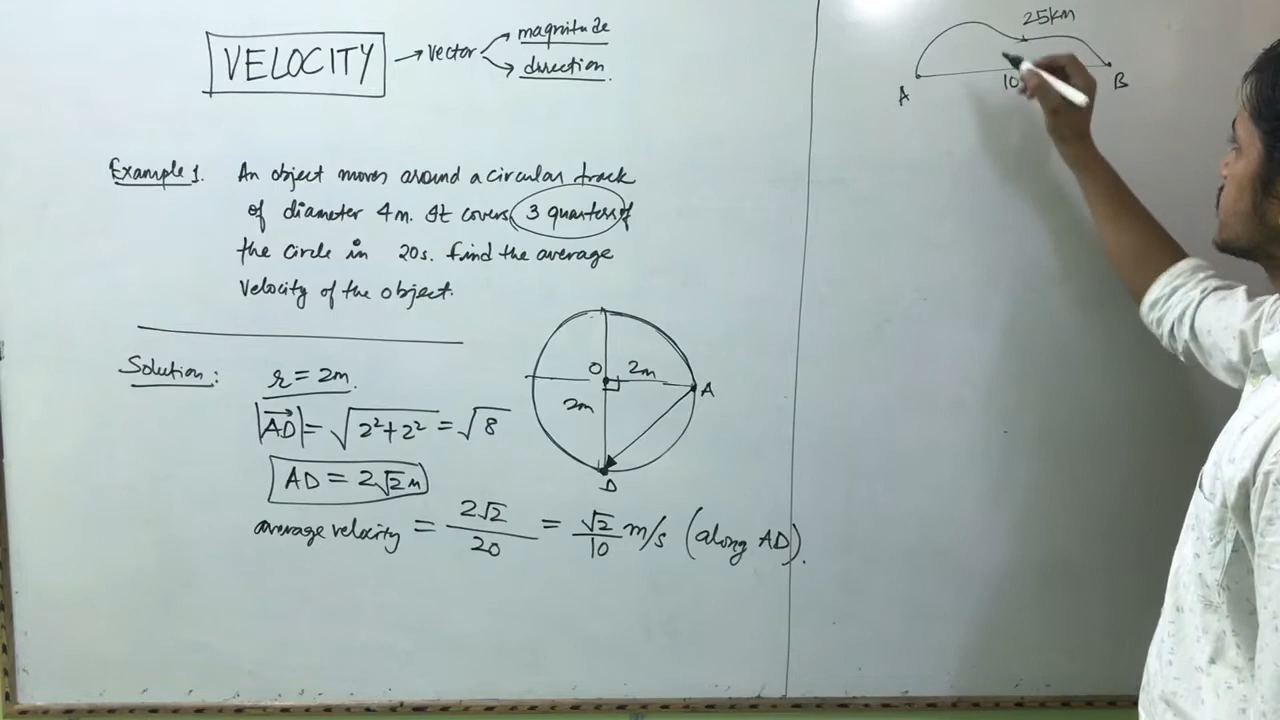 VELOCITY → vector
magnitude
direction
Example 1. An object moves around a circular track
of diameter 4m. It covers 3 quarters of
the circle in 20s. find the average
velocity of the object.
Solution: r = 2m.
|AD| = √2²+2² = √8
AD = 2√2 m
average velocity = 2√2/20 = √2/10 m/s (along AD).
O 2m A
2m
D
25km
A 10 B